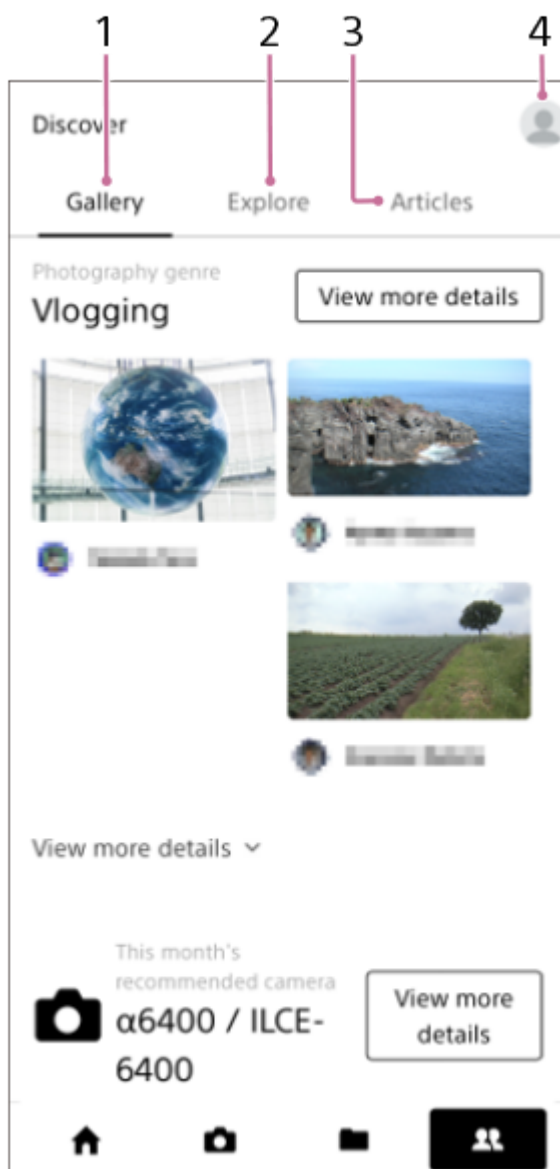 1 2 3 4
Discover
Gallery Explore Articles
Photography genre
Vlogging
View more details
View more details
This month's
recommended camera
α6400 / ILCE-
6400
View more
details